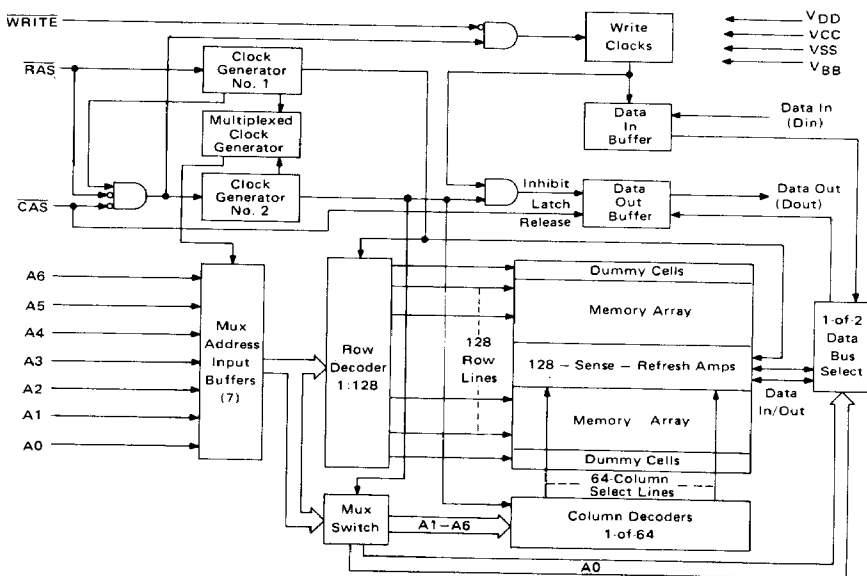 WRITE
RAS
CAS
Clock
Generator
No. 1
Multiplexed
Clock
Generator
Clock
Generator
No. 2
Write
Clocks
VDD
VCC
VSS
VBB
Data
In
Buffer
Data In
(Din)
Inhibit
Latch
Release
Data
Out
Buffer
Data Out
(Dout)
A6
A5
A4
A3
A2
A1
A0
Mux
Address
Input
Buffers
(7)
Row
Decoder
1:128
128
Row
Lines
Dummy Cells
Memory Array
128 – Sense – Refresh Amps
Memory Array
Dummy Cells
1-of-2
Data
Bus
Select
Data
In/Out
64-Column
Select Lines
Mux
Switch
A1–A6
Column Decoders
1-of-64
A0